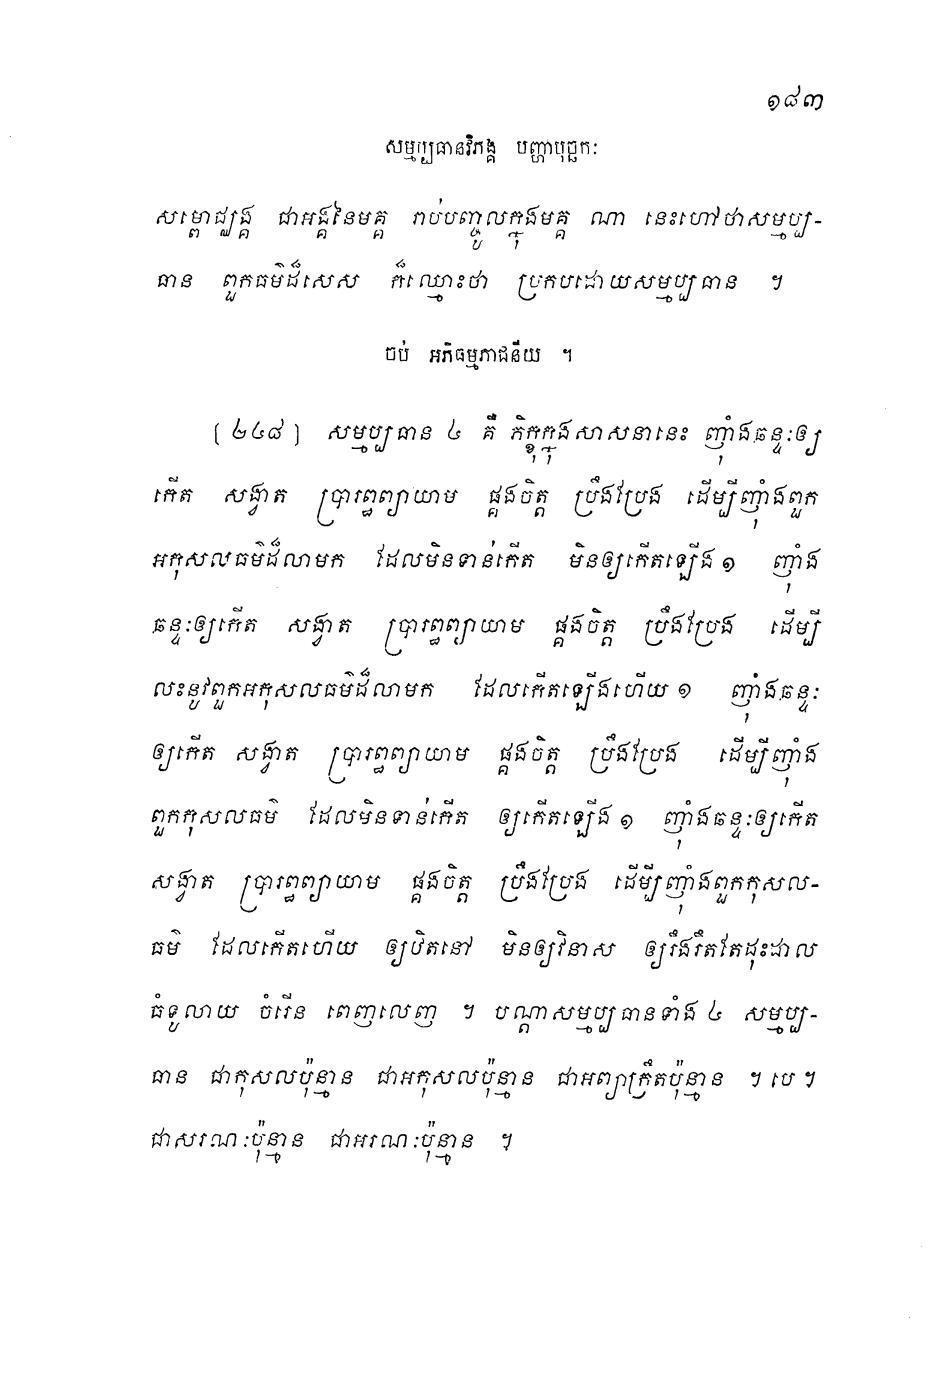 ១៨៣
សម្មប្បធានវិភង្គ បញ្ហាបុច្ឆកៈ
សម្ពោជ្ឈង្គ ជាអង្គនៃមគ្គ រាប់បញ្ចូលក្នុងមគ្គ ណា នេះហៅថាសម្មប្ប-
ធាន ពួកធម៌ដ៏សេស ក៏ឈ្មោះថា ប្រកបដោយសម្មប្បធាន ។
ចប់ អភិធម្មភាជនីយ ។
[ ២៤៨ ] សម្មប្បធាន ៤ គឺ ភិក្ខុក្នុងសាសនានេះ ញុំាងឆន្ទៈឲ្យ
កើត សង្វាត ប្រារព្ធព្យាយាម ផ្គងចិត្ត ប្រឹងប្រែង ដើម្បីញុំាងពួក
អកុសលធម៌ដ៏លាមក ដែលមិនទាន់កើត មិនឲ្យកើតឡើង ១ ញុំាង
ឆន្ទៈឲ្យកើត សង្វាត ប្រារព្ធព្យាយាម ផ្គងចិត្ត ប្រឹងប្រែង ដើម្បី
លះនូវពួកអកុសលធម៌ដ៏លាមក ដែលកើតឡើងហើយ ១ ញុំាងឆន្ទៈ
ឲ្យកើត សង្វាត ប្រារព្ធព្យាយាម ផ្គងចិត្ត ប្រឹងប្រែង ដើម្បីញុំាង
ពួកកុសលធម៌ ដែលមិនទាន់កើត ឲ្យកើតឡើង ១ ញុំាងឆន្ទៈឲ្យកើត
សង្វាត ប្រារព្ធព្យាយាម ផ្គងចិត្ត ប្រឹងប្រែង ដើម្បីញុំាងពួកកុសល-
ធម៌ ដែលកើតហើយ ឲ្យឋិតនៅ មិនឲ្យវិនាស ឲ្យរឹងរឹតតែដុះដាល
ធំទូលាយ ចំរើន ពេញលេញ ។ បណ្តាសម្មប្បធានទាំង ៤ សម្មប្ប-
ធាន ជាកុសលប៉ុន្មាន ជាអកុសលប៉ុន្មាន ជាអព្យាក្រឹតប៉ុន្មាន ។ បេ ។
ជាសរណៈប៉ុន្មាន ជាអរណៈប៉ុន្មាន ។